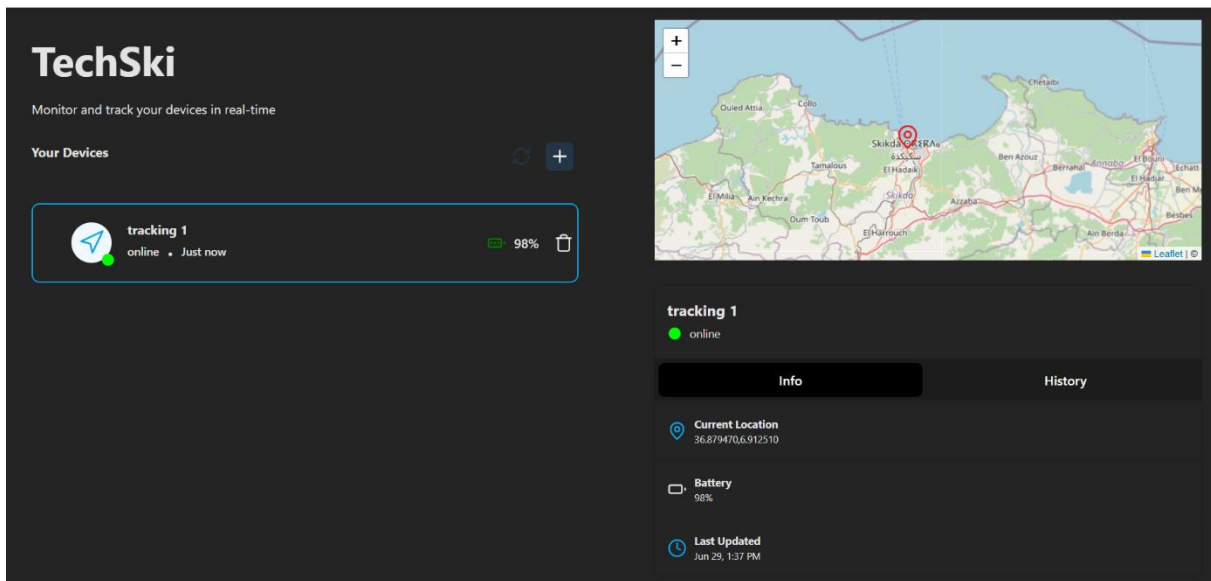 TechSki
Monitor and track your devices in real-time
Your Devices
+
tracking 1
online • Just now
98%
+
−
Chetaibi
Ouled Attia
Collo
Skikda
سكيكدة
Tamalous
El Hadaik
Ben Azouz
Berrahal
Annaba
El Bouni
Echatt
El Hadjar
El Milia
Ain Kechra
Skikda
Azzaba
Besbes
Oum Toub
El Harrouch
Ain Berda
Leaflet | ©
tracking 1
online
Info
History
Current Location
36.879470,6.912510
Battery
98%
Last Updated
Jun 29, 1:37 PM